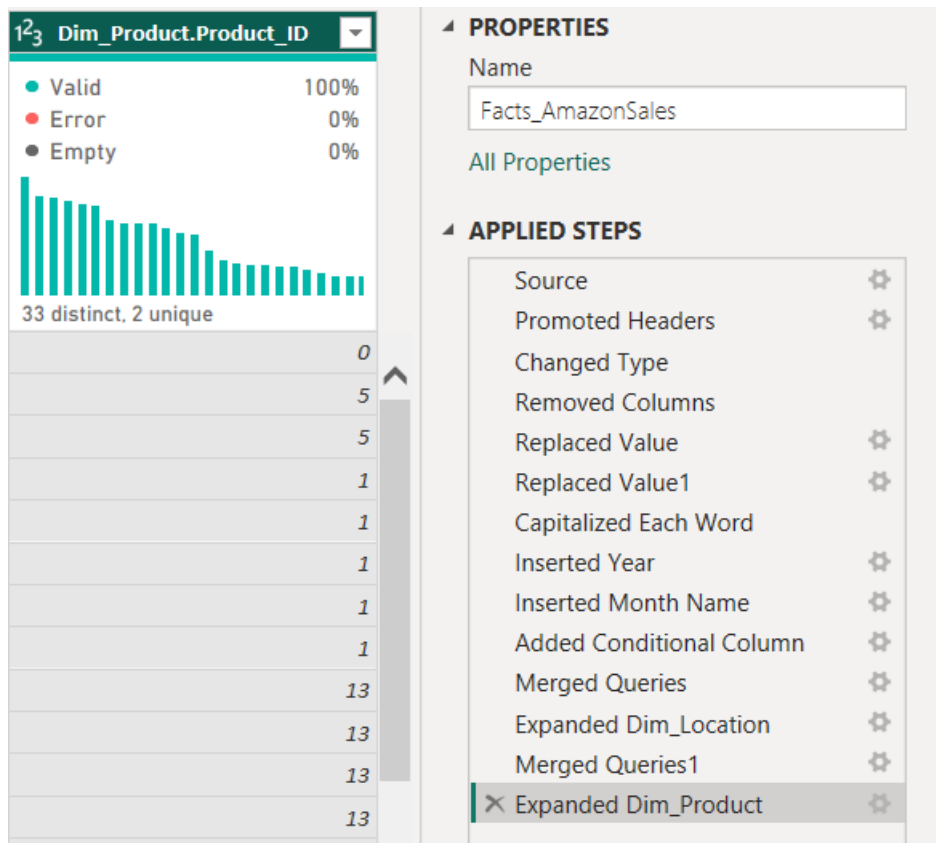 123 Dim_Product.Product_ID
Valid 100%
Error 0%
Empty 0%
33 distinct, 2 unique
0
5
5
1
1
1
1
1
13
13
13
13
PROPERTIES
Name
Facts_AmazonSales
All Properties
APPLIED STEPS
Source
Promoted Headers
Changed Type
Removed Columns
Replaced Value
Replaced Value1
Capitalized Each Word
Inserted Year
Inserted Month Name
Added Conditional Column
Merged Queries
Expanded Dim_Location
Merged Queries1
Expanded Dim_Product